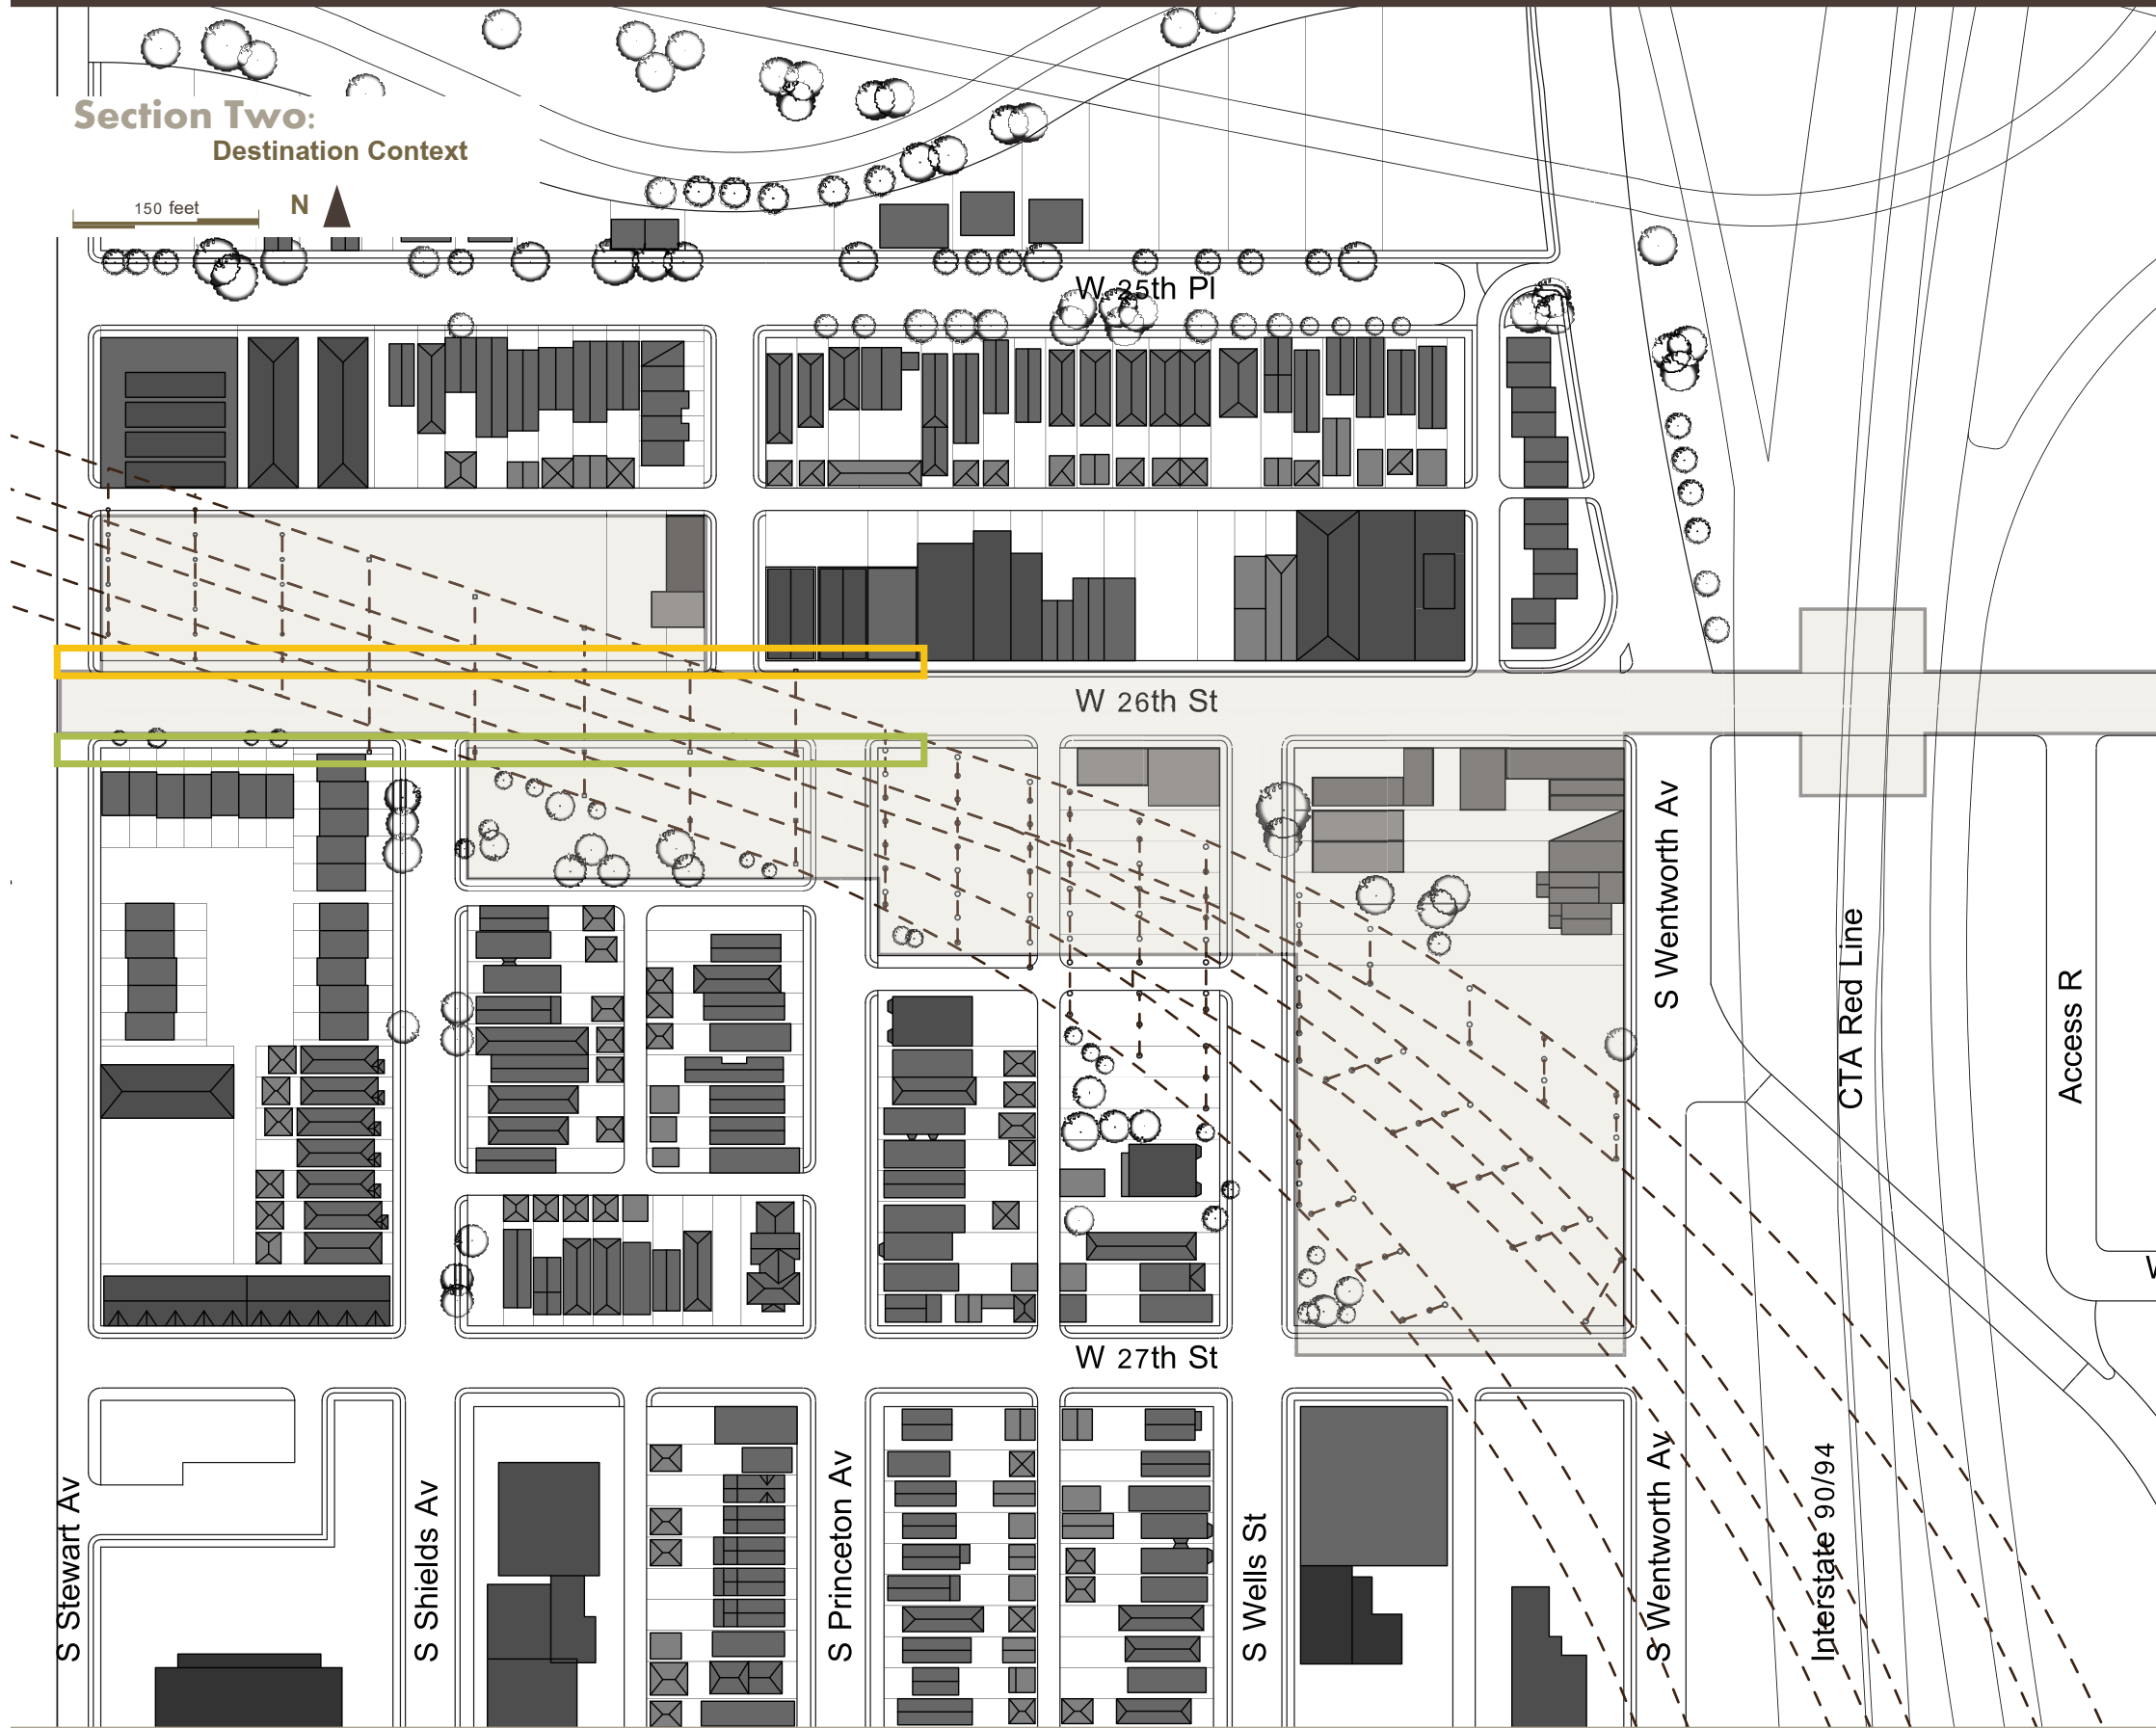 Section Two:
Destination Context
150 feet
N
W 25th Pl
W 26th St
S Wentworth Av
CTA Red Line
Access R
W 27th St
S Stewart Av
S Shields Av
S Princeton Av
S Wells St
S Wentworth Av
Interstate 90/94